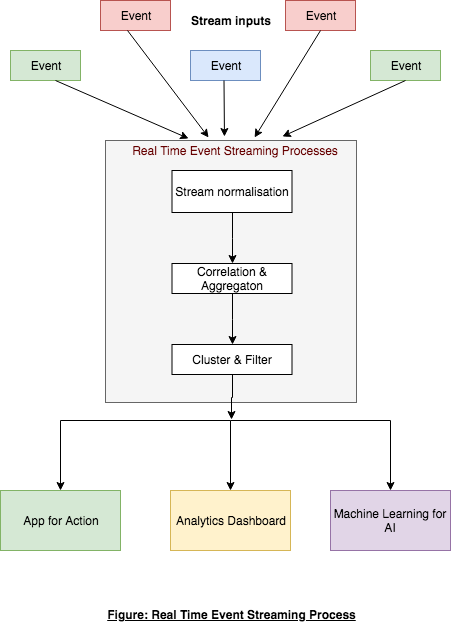 Event
Stream inputs
Event
Event
Event
Event
Real Time Event Streaming Processes
Stream normalisation
Correlation &
Aggregaton
Cluster & Filter
App for Action
Analytics Dashboard
Machine Learning for
AI
Figure: Real Time Event Streaming Process